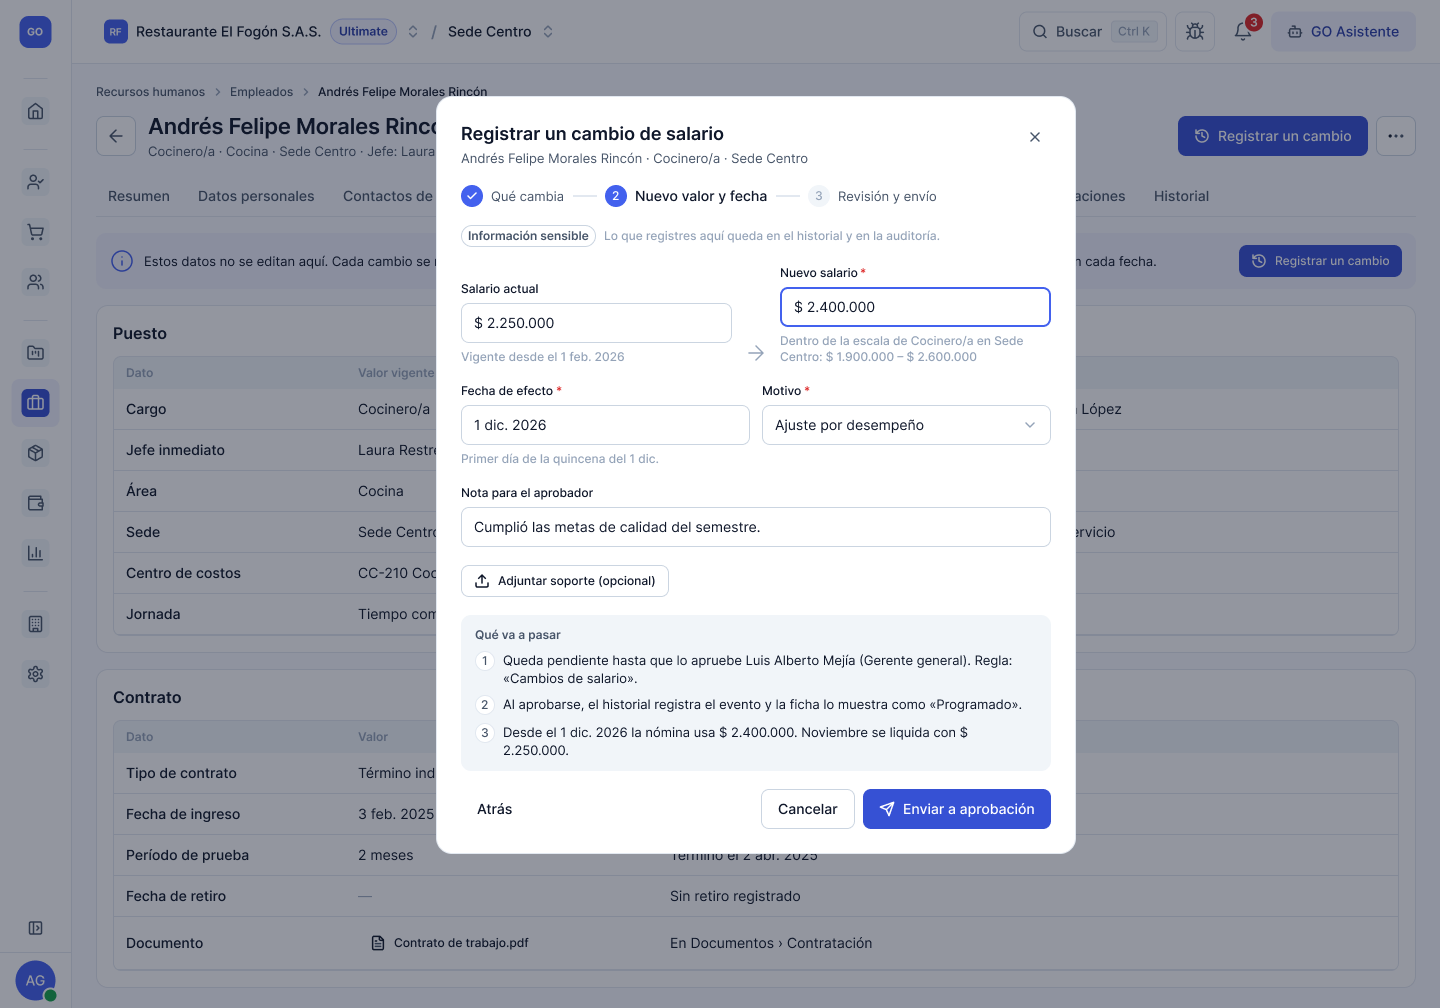 GO
RF Restaurante El Fogón S.A.S. Ultimate / Sede Centro
Buscar Ctrl K
3
GO Asistente
Recursos humanos > Empleados > Andrés Felipe Morales Rincón
Andrés Felipe Morales
Cocinero/a · Cocina · Sede Centro · Jefe: Laura
Registrar un cambio
Resumen
Datos personales
Contactos de
Historial
Estos datos no se editan aquí. Cada cambio se
cada fecha.
Registrar un cambio
Puesto
Dato
Valor vigente
Cargo
Cocinero/a
López
Jefe inmediato
Laura
Área
Cocina
Sede
Sede Centro
Centro de costos
CC-210
Jornada
Tiempo
Contrato
Dato
Valor
Tipo de contrato
Término
Fecha de ingreso
3 feb. 2025
Período de prueba
2 meses
Terminó el 2 abr. 2025
Fecha de retiro
—
Sin retiro registrado
Documento
Contrato de trabajo.pdf
En Documentos › Contratación
AG
Registrar un cambio de salario
Andrés Felipe Morales Rincón · Cocinero/a · Sede Centro
Qué cambia
2 Nuevo valor y fecha
3 Revisión y envío
Información sensible Lo que registres aquí queda en el historial y en la auditoría.
Salario actual
$ 2.250.000
Vigente desde el 1 feb. 2026
Nuevo salario *
$ 2.400.000
Dentro de la escala de Cocinero/a en Sede
Centro: $ 1.900.000 – $ 2.600.000
Fecha de efecto *
1 dic. 2026
Primer día de la quincena del 1 dic.
Motivo *
Ajuste por desempeño
Nota para el aprobador
Cumplió las metas de calidad del semestre.
Adjuntar soporte (opcional)
Qué va a pasar
1 Queda pendiente hasta que lo apruebe Luis Alberto Mejía (Gerente general). Regla:
«Cambios de salario».
2 Al aprobarse, el historial registra el evento y la ficha lo muestra como «Programado».
3 Desde el 1 dic. 2026 la nómina usa $ 2.400.000. Noviembre se liquida con $
2.250.000.
Atrás
Cancelar
Enviar a aprobación